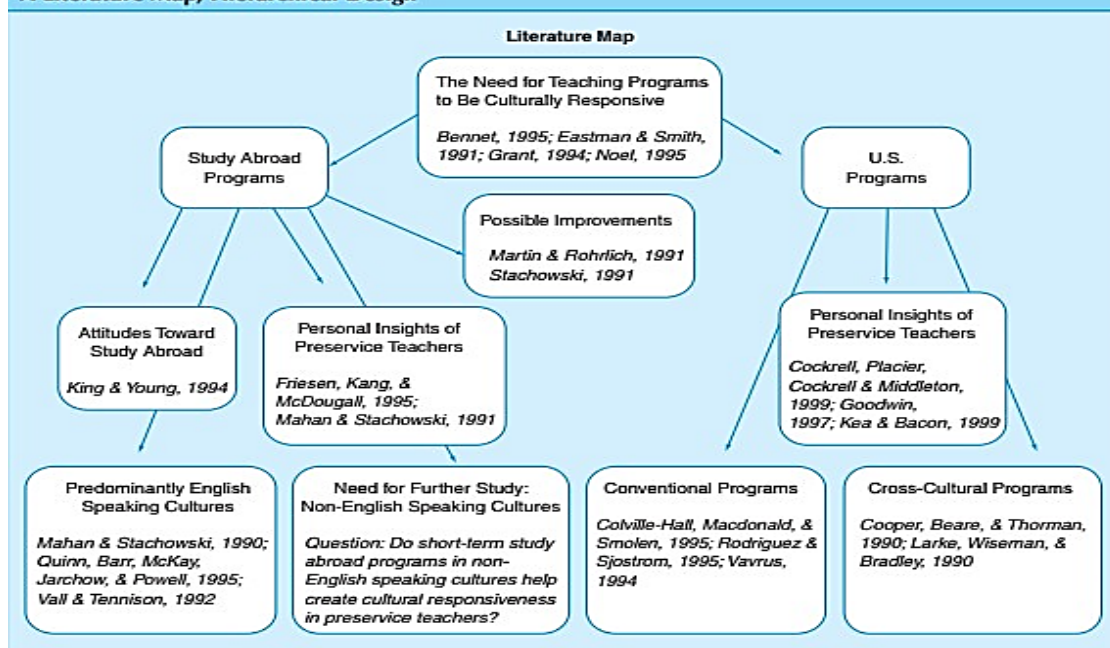 A Literature Map, Hierarchical Design
Literature Map
The Need for Teaching Programs
to Be Culturally Responsive
Bennet, 1995; Eastman & Smith,
1991; Grant, 1994; Noel, 1995
Study Abroad
Programs
U.S.
Programs
Possible Improvements
Martin & Rohrlich, 1991
Stachowski, 1991
Attitudes Toward
Study Abroad
King & Young, 1994
Personal Insights of
Preservice Teachers
Friesen, Kang, &
McDougall, 1995;
Mahan & Stachowski, 1991
Personal Insights of
Preservice Teachers
Cockrell, Placier,
Cockrell & Middleton,
1999; Goodwin,
1997; Kea & Bacon, 1999
Predominantly English
Speaking Cultures
Mahan & Stachowski, 1990;
Quinn, Barr, McKay,
Jarchow, & Powell, 1995;
Vall & Tennison, 1992
Need for Further Study:
Non-English Speaking Cultures
Question: Do short-term study
abroad programs in non-
English speaking cultures help
create cultural responsiveness
in preservice teachers?
Conventional Programs
Colville-Hall, Macdonald, &
Smolen, 1995; Rodriguez &
Sjostrom, 1995; Vavrus,
1994
Cross-Cultural Programs
Cooper, Beare, & Thorman,
1990; Larke, Wiseman, &
Bradley, 1990